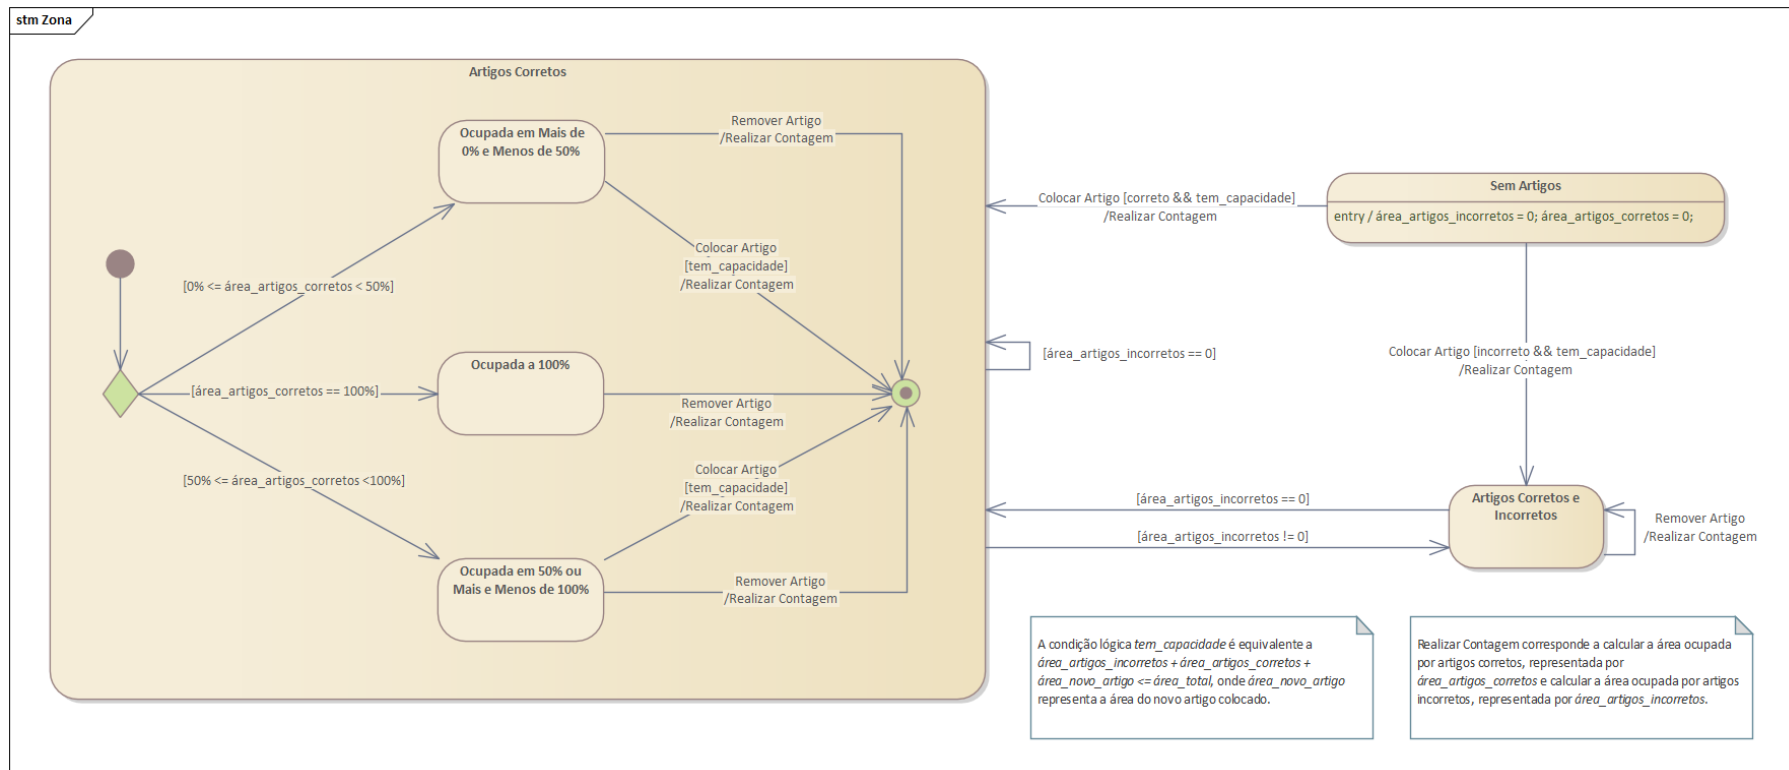 stm Zona
Artigos Corretos
Ocupada em Mais de
0% e Menos de 50%
Remover Artigo
/Realizar Contagem
Colocar Artigo
[tem_capacidade]
/Realizar Contagem
[0% <= área_artigos_corretos < 50%]
Ocupada a 100%
[área_artigos_corretos == 100%]
Remover Artigo
/Realizar Contagem
[50% <= área_artigos_corretos <100%]
Colocar Artigo
[tem_capacidade]
/Realizar Contagem
Ocupada em 50% ou
Mais e Menos de 100%
Remover Artigo
/Realizar Contagem
Colocar Artigo [correto && tem_capacidade]
/Realizar Contagem
Sem Artigos
entry / área_artigos_incorretos = 0; área_artigos_corretos = 0;
[área_artigos_incorretos == 0]
Colocar Artigo [incorreto && tem_capacidade]
/Realizar Contagem
[área_artigos_incorretos == 0]
[área_artigos_incorretos != 0]
Artigos Corretos e
Incorretos
Remover Artigo
/Realizar Contagem
A condição lógica tem_capacidade é equivalente a
área_artigos_incorretos + área_artigos_corretos +
área_novo_artigo <= área_total, onde área_novo_artigo
representa a área do novo artigo colocado.
Realizar Contagem corresponde a calcular a área ocupada
por artigos corretos, representada por
área_artigos_corretos e calcular a área ocupada por artigos
incorretos, representada por área_artigos_incorretos.